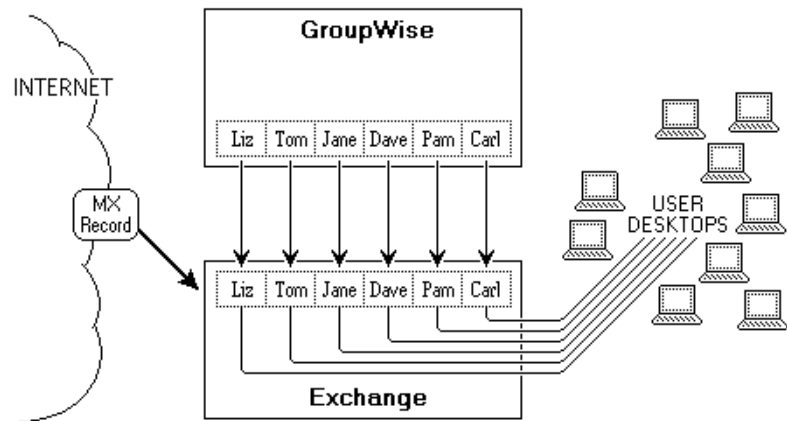 GroupWise
INTERNET
Liz Tom Jane Dave Pam Carl
MX
Record
USER
DESKTOPS
Liz Tom Jane Dave Pam Carl
Exchange